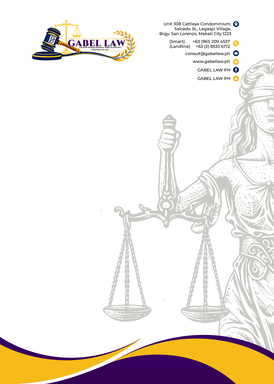 GABEL LAW
Unit 308 Cattleya Condominium,
Salcedo St., Legaspi Village,
Brgy. San Lorenzo, Makati City 1223
(Smart) +63 (961) 209 4537
(Landline) +63 (2) 8533 6172
consult@gabellaw.ph
www.gabellaw.ph
GABEL LAW PH
GABEL LAW PH